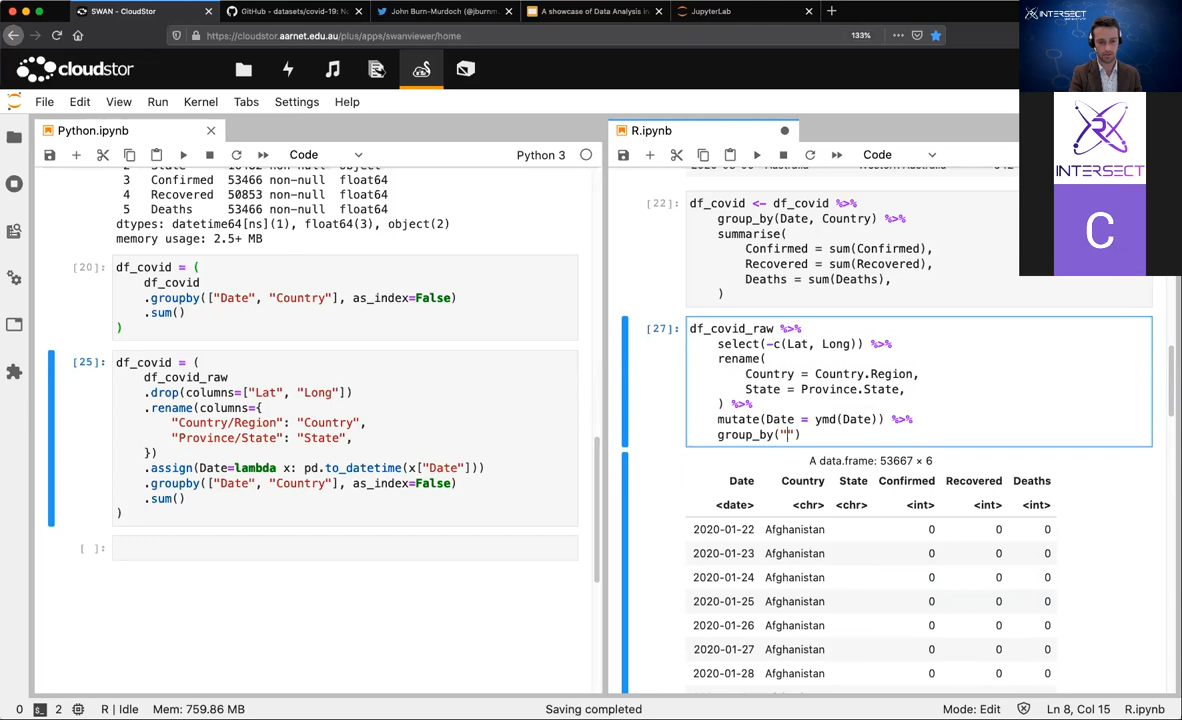 SWAN - CloudStor
GitHub - datasets/covid-19: No
John Burn-Murdoch (@jburnm
A showcase of Data Analysis in
JupyterLab
https://cloudstor.aarnet.edu.au/plus/apps/swanviewer/home
133%
INTERSECT
cloudstor
File Edit View Run Kernel Tabs Settings Help
INTERSECT
C
Python.ipynb
Code
Python 3
3 Confirmed 53466 non-null float64
4 Recovered 50853 non-null float64
5 Deaths 53466 non-null float64
dtypes: datetime64[ns](1), float64(3), object(2)
memory usage: 2.5+ MB
[20]:
df_covid = (
df_covid
.groupby(["Date", "Country"], as_index=False)
.sum()
)
[25]:
df_covid = (
df_covid_raw
.drop(columns=["Lat", "Long"])
.rename(columns={
"Country/Region": "Country",
"Province/State": "State",
})
.assign(Date=lambda x: pd.to_datetime(x["Date"]))
.groupby(["Date", "Country"], as_index=False)
.sum()
)
[ ]:
R.ipynb
Code
[22]:
df_covid <- df_covid %>%
group_by(Date, Country) %>%
summarise(
Confirmed = sum(Confirmed),
Recovered = sum(Recovered),
Deaths = sum(Deaths),
)
[27]:
df_covid_raw %>%
select(-c(Lat, Long)) %>%
rename(
Country = Country.Region,
State = Province.State,
) %>%
mutate(Date = ymd(Date)) %>%
group_by("")
A data.frame: 53667 × 6
Date Country State Confirmed Recovered Deaths
<date> <chr> <chr> <int> <int> <int>
2020-01-22 Afghanistan 0 0 0
2020-01-23 Afghanistan 0 0 0
2020-01-24 Afghanistan 0 0 0
2020-01-25 Afghanistan 0 0 0
2020-01-26 Afghanistan 0 0 0
2020-01-27 Afghanistan 0 0 0
2020-01-28 Afghanistan 0 0 0
0 2 R | Idle Mem: 759.86 MB Saving completed Mode: Edit Ln 8, Col 15 R.ipynb